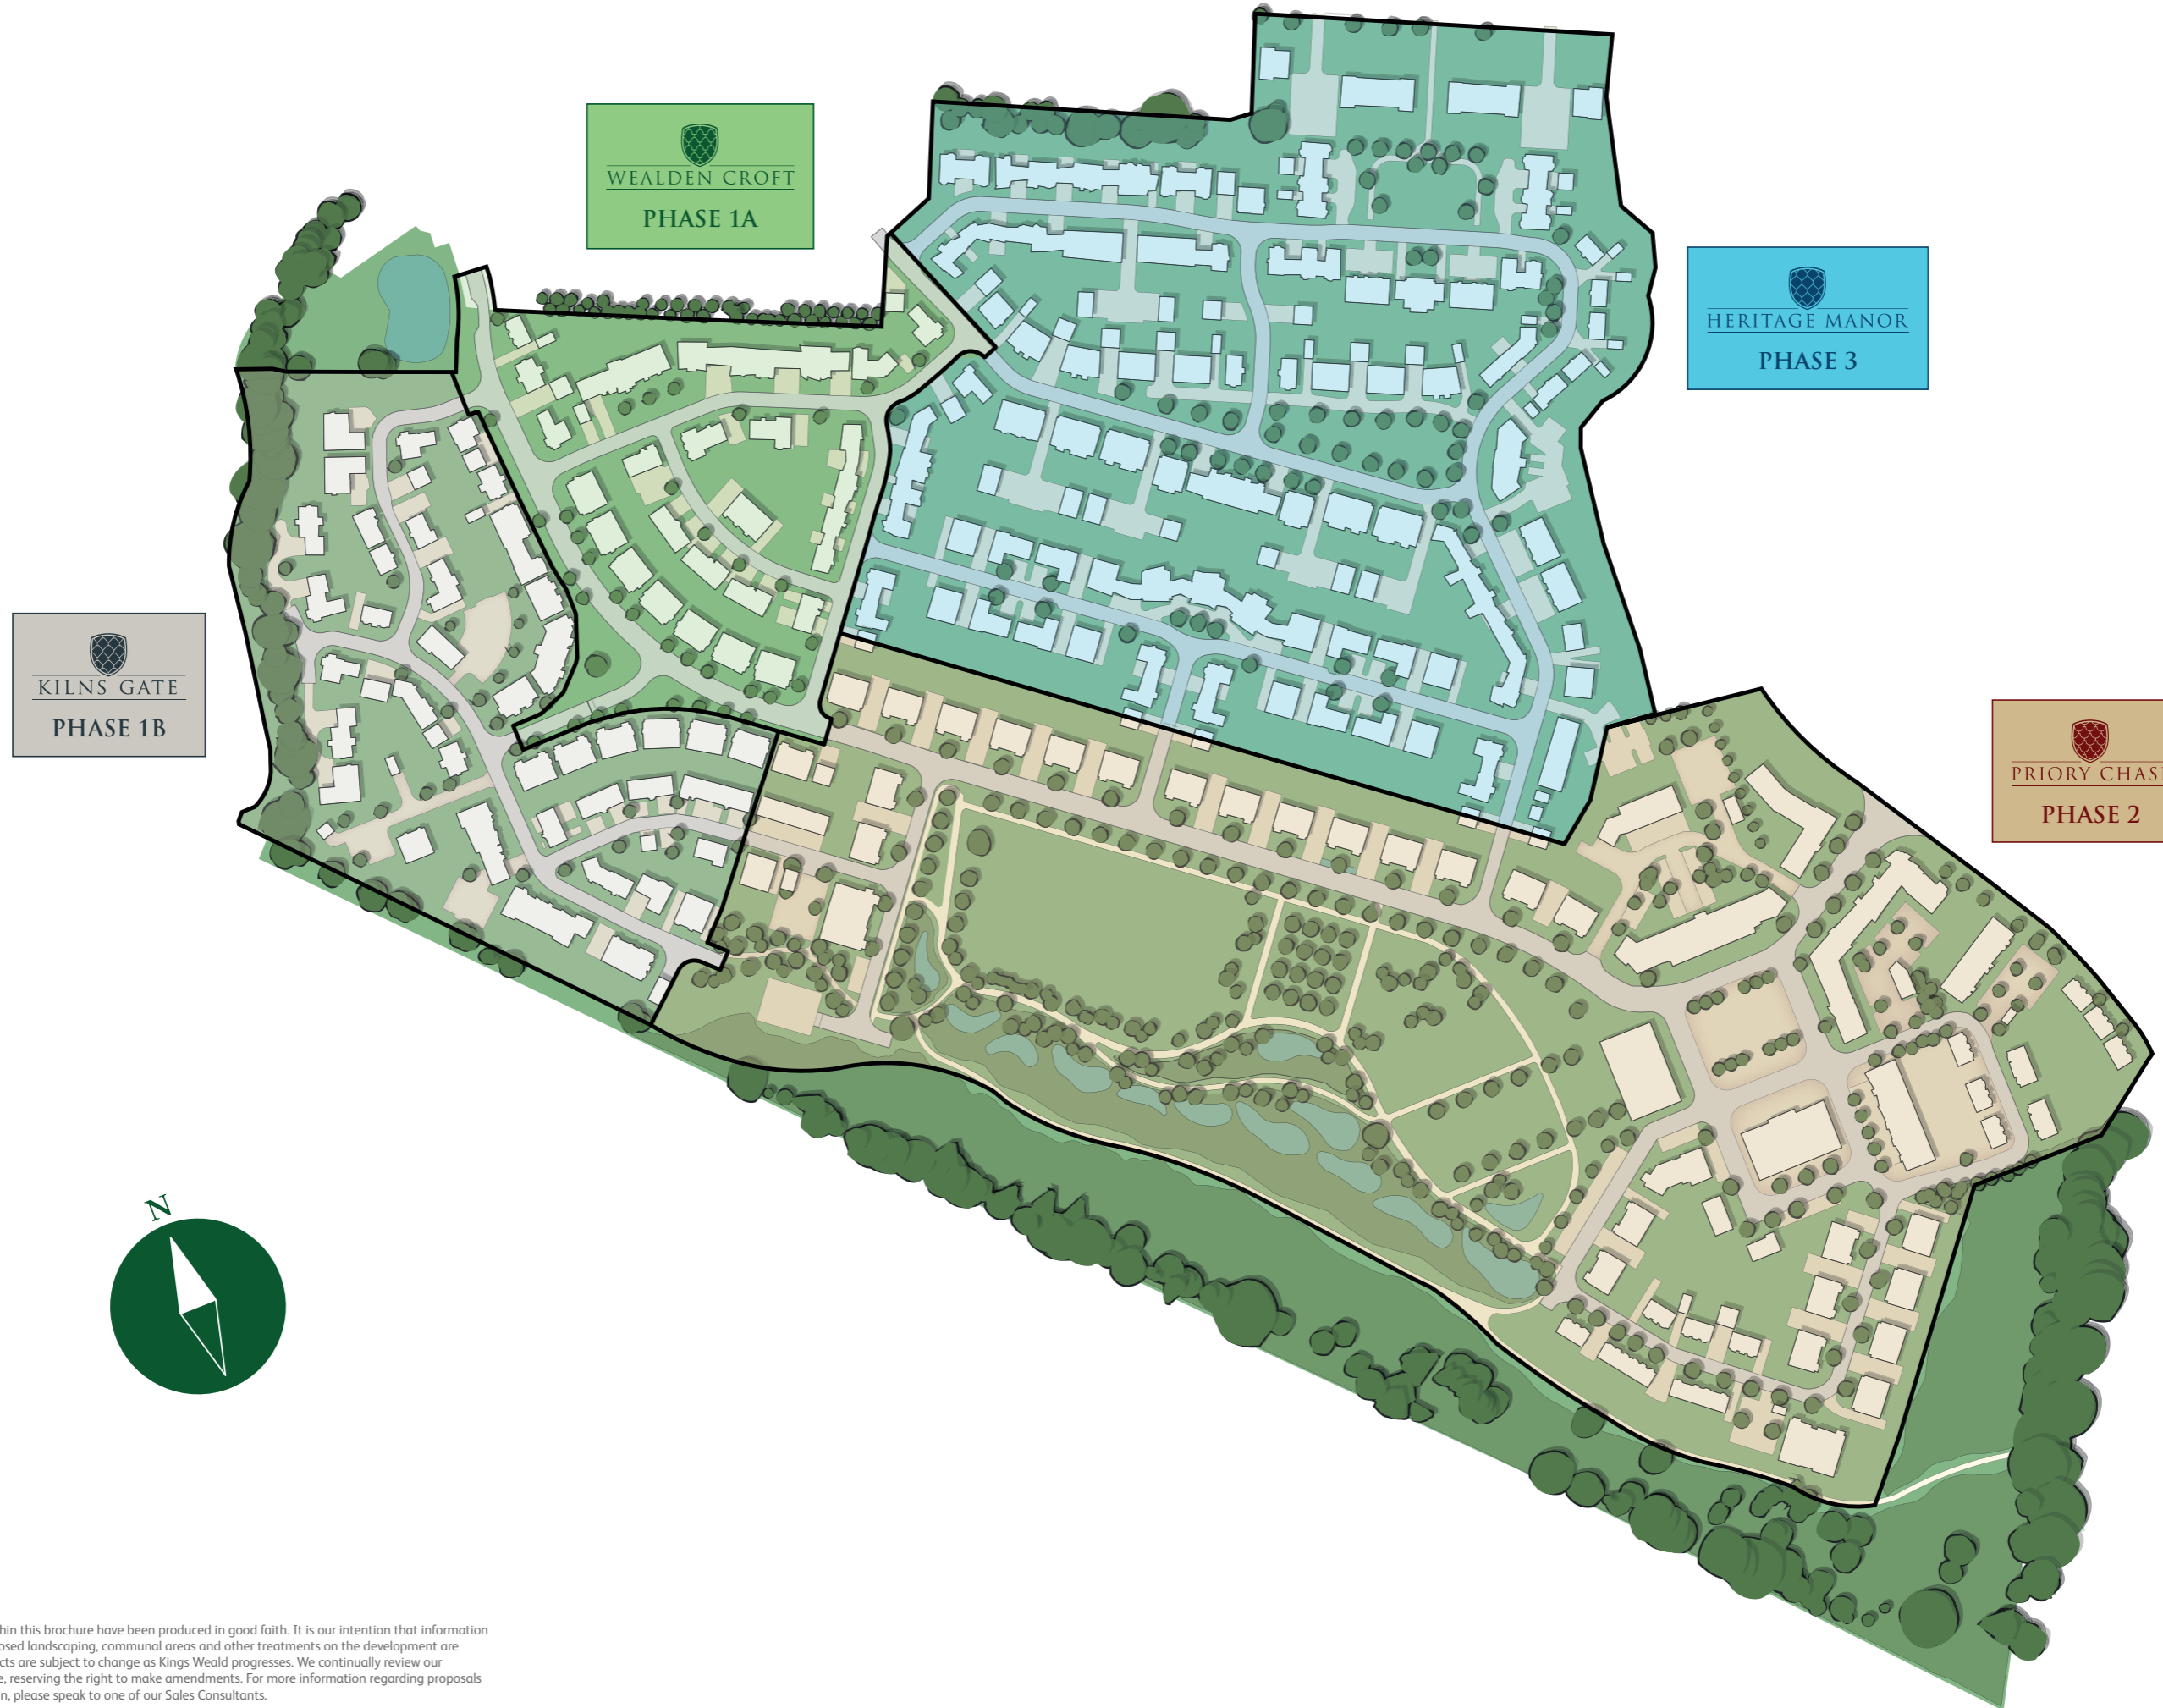 WEALDEN CROFT
PHASE 1A
HERITAGE MANOR
PHASE 3
KILNS GATE
PHASE 1B
PRIORY CHAS
PHASE 2
N
hin this brochure have been produced in good faith. It is our intention that information
osed landscaping, communal areas and other treatments on the development are
cts are subject to change as Kings Weald progresses. We continually review our
e, reserving the right to make amendments. For more information regarding proposals
n, please speak to one of our Sales Consultants.